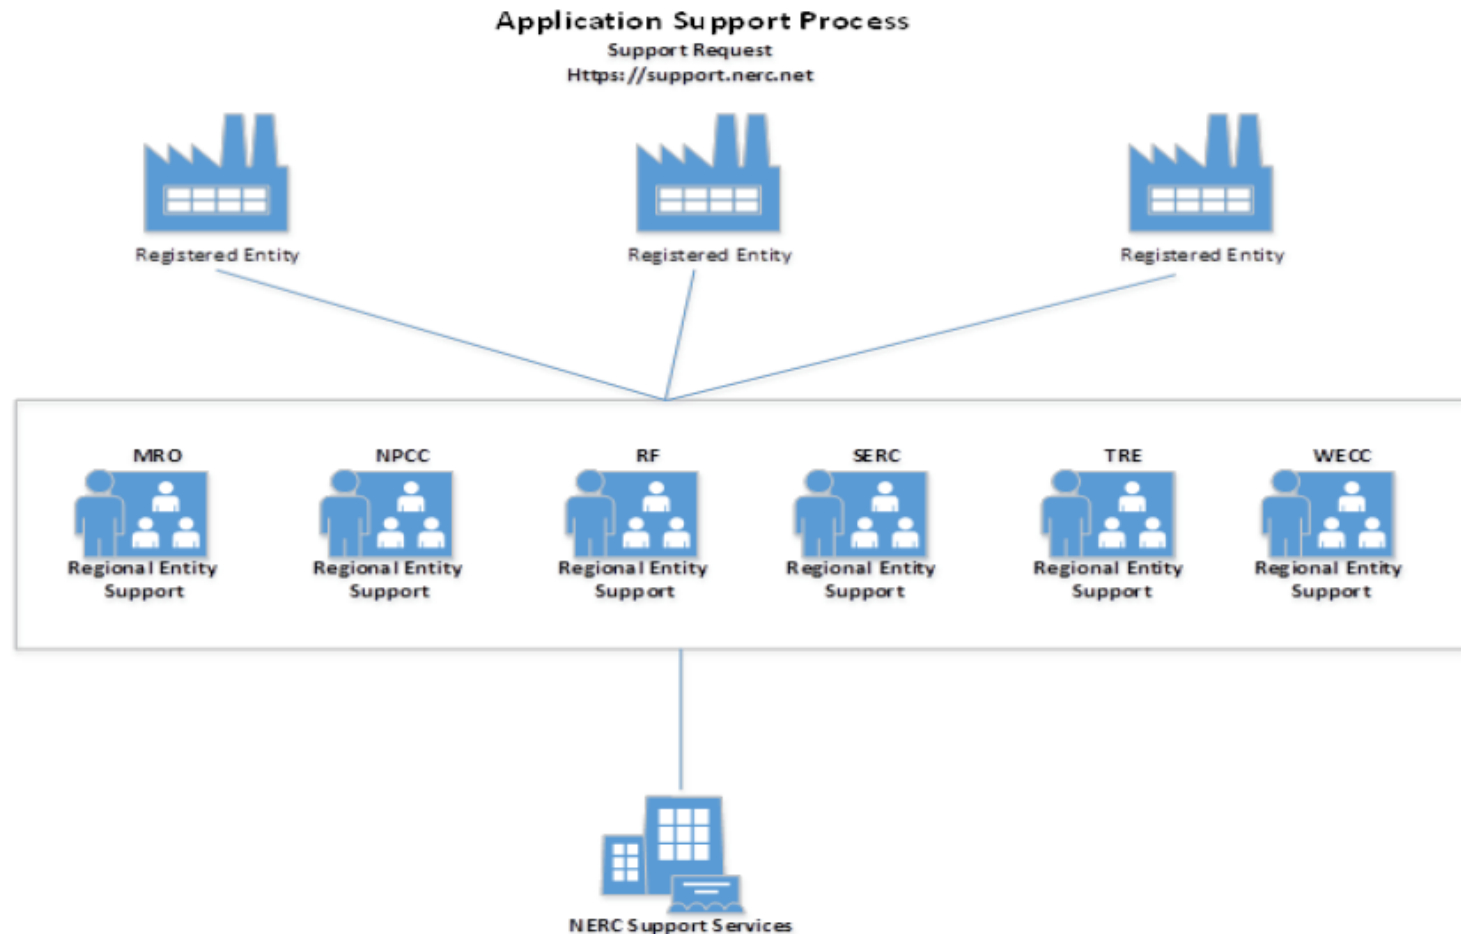 Application Support Process
Support Request
Https://support.nerc.net
Registered Entity
Registered Entity
Registered Entity
MRO
NPCC
RF
SERC
TRE
WECC
Regional Entity
Support
Regional Entity
Support
Regional Entity
Support
Regional Entity
Support
Regional Entity
Support
Regional Entity
Support
NERC Support Services